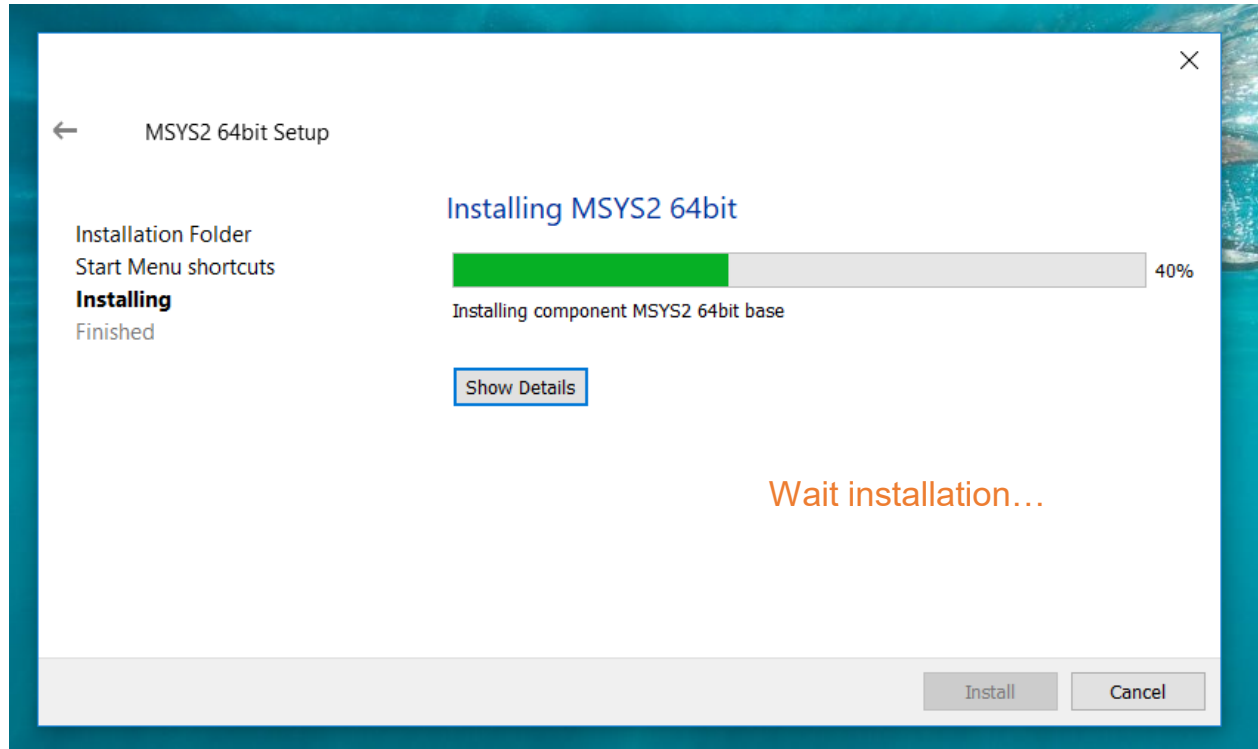 MSYS2 64bit Setup
Installation Folder
Start Menu shortcuts
Installing
Finished
Installing MSYS2 64bit
40%
Installing component MSYS2 64bit base
Show Details
Wait installation…
Install
Cancel